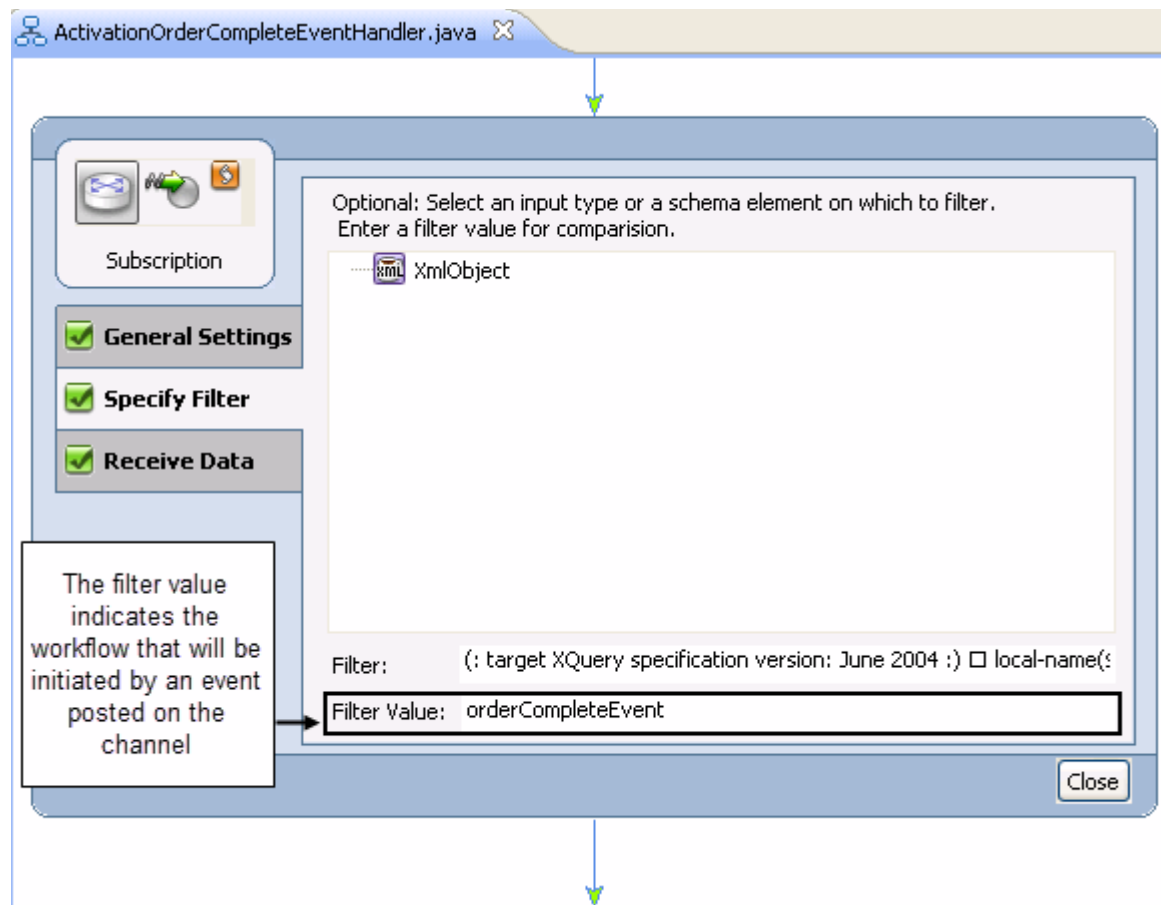 ActivationOrderCompleteEventHandler.java
Subscription
Optional: Select an input type or a schema element on which to filter.
Enter a filter value for comparision.
XML XmlObject
General Settings
Specify Filter
Receive Data
The filter value
indicates the
workflow that will be
initiated by an event
posted on the
channel
Filter: (: target XQuery specification version: June 2004 :) □ local-name(
Filter Value: orderCompleteEvent
Close